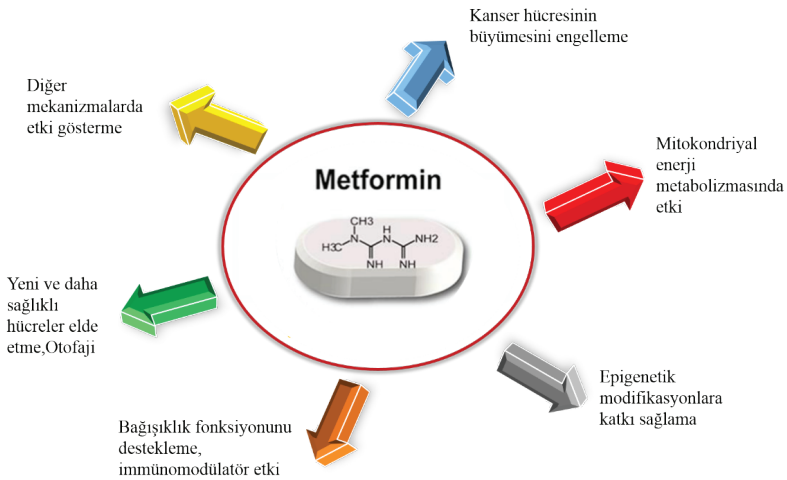 Kanser hücresinin
büyümesini engelleme
Diğer
mekanizmalarda
etki gösterme
Mitokondriyal
enerji
metabolizmasında
etki
Metformin
CH3
H
H3C
N
N
NH2
NH
NH
Yeni ve daha
sağlıklı
hücreler elde
etme,Otofaji
Epigenetik
modifikasyonlara
katkı sağlama
Bağışıklık fonksiyonunu
destekleme,
immünomodülatör etki